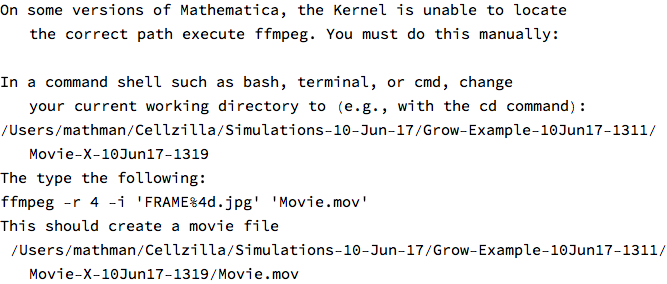 On some versions of Mathematica, the Kernel is unable to locate
the correct path execute ffmpeg. You must do this manually:
In a command shell such as bash, terminal, or cmd, change
your current working directory to (e.g., with the cd command):
/Users/mathman/Cellzilla/Simulations-10-Jun-17/Grow-Example-10Jun17-1311/
Movie-X-10Jun17-1319
The type the following:
ffmpeg -r 4 -i 'FRAME%4d.jpg' 'Movie.mov'
This should create a movie file
/Users/mathman/Cellzilla/Simulations-10-Jun-17/Grow-Example-10Jun17-1311/
Movie-X-10Jun17-1319/Movie.mov